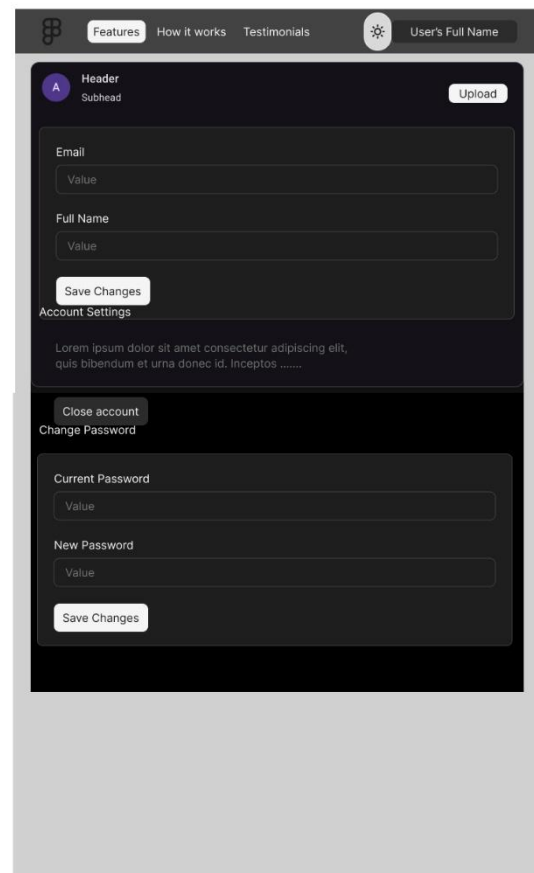 Features How it works Testimonials User's Full Name
A Header
Subhead
Upload
Email
Value
Full Name
Value
Save Changes
Account Settings
Lorem ipsum dolor sit amet consectetur adipiscing elit,
quis bibendum et urna donec id. Inceptos .......
Close account
Change Password
Current Password
Value
New Password
Value
Save Changes